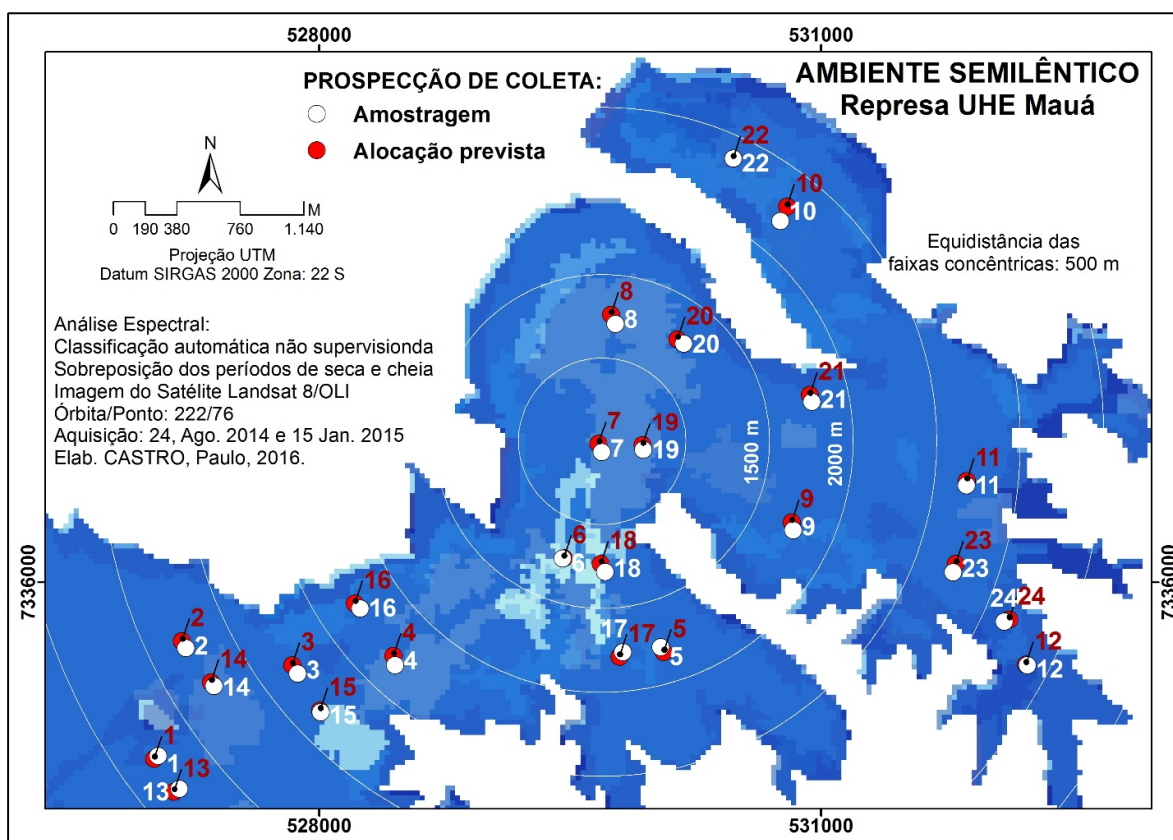 528000
531000
PROSPECÇÃO DE COLETA:
Amostragem
Alocação prevista
AMBIENTE SEMILÊNTICO
Represa UHE Mauá
N
M
0 190 380 760 1.140
Projeção UTM
Datum SIRGAS 2000 Zona: 22 S
Equidistância das
faixas concêntricas: 500 m
Análise Espectral:
Classificação automática não supervisionda
Sobreposição dos períodos de seca e cheia
Imagem do Satélite Landsat 8/OLI
Órbita/Ponto: 222/76
Aquisição: 24, Ago. 2014 e 15 Jan. 2015
Elab. CASTRO, Paulo, 2016.
22
22
10
10
8
8
20
20
21
21
7
7
19
19
1500 m
2000 m
11
11
9
9
6
6
18
18
23
23
7336000
7336000
16
16
24
24
2
2
3
3
4
4
17
17
5
5
12
12
14
14
15
15
1
1
13
13
528000
531000